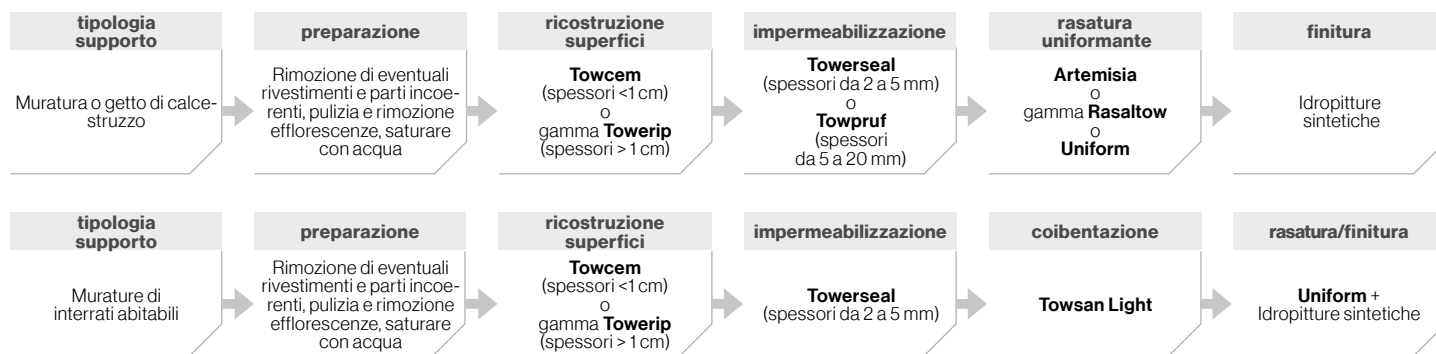 tipologia
supporto
Muratura o getto di calce-
struzzo
preparazione
Rimozione di eventuali
rivestimenti e parti incoe-
renti, pulizia e rimozione
efflorescenze, saturare
con acqua
ricostruzione
superfici
Towcem
(spessori <1 cm)
o
gamma Towerip
(spessori > 1 cm)
impermeabilizzazione
Towerseal
(spessori da 2 a 5 mm)
o
Towpruf
(spessori
da 5 a 20 mm)
rasatura
uniformante
Artemisia
o
gamma Rasaltow
o
Uniform
finitura
Idropitture
sintetiche
tipologia
supporto
Murature di
interrati abitabili
preparazione
Rimozione di eventuali
rivestimenti e parti incoe-
renti, pulizia e rimozione
efflorescenze, saturare
con acqua
ricostruzione
superfici
Towcem
(spessori <1 cm)
o
gamma Towerip
(spessori > 1 cm)
impermeabilizzazione
Towerseal
(spessori da 2 a 5 mm)
coibentazione
Towsan Light
rasatura/finitura
Uniform +
Idropitture sintetiche